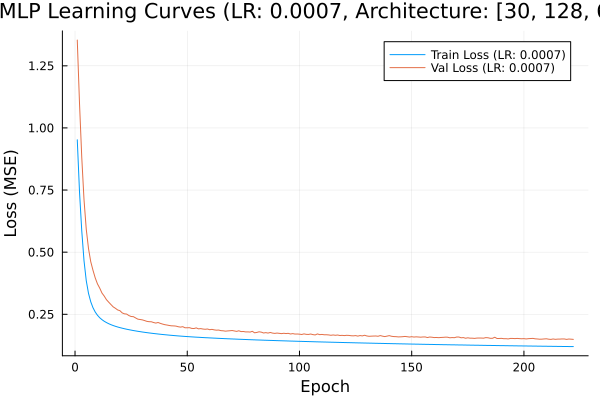 MLP Learning Curves (LR: 0.0007, Architecture: [30, 128, 
Train Loss (LR: 0.0007)
Val Loss (LR: 0.0007)
Loss (MSE)
1.25
1.00
0.75
0.50
0.25
0 50 100 150 200
Epoch